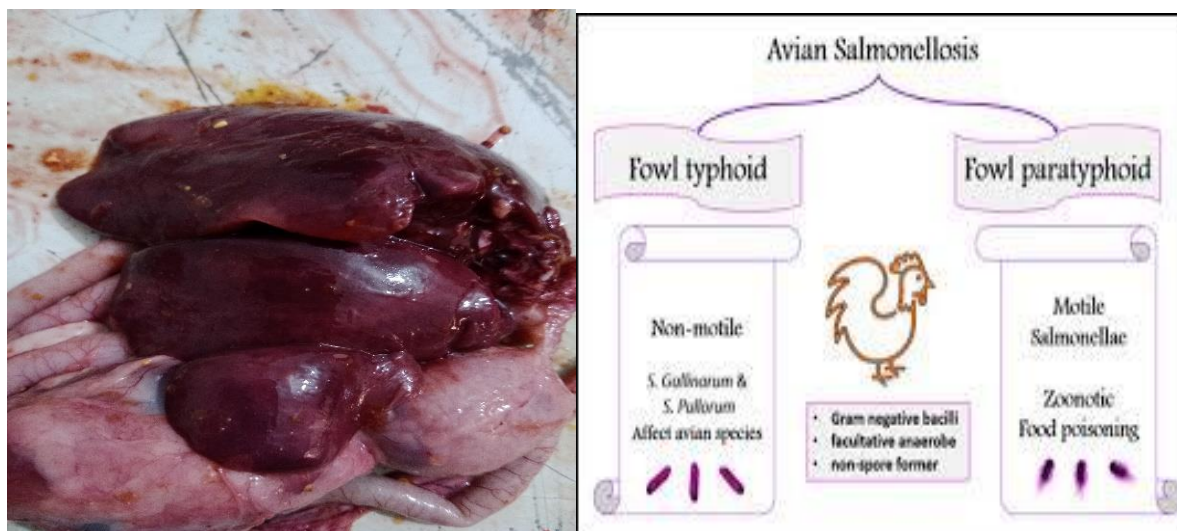 Avian Salmonellosis
Fowl typhoid
Fowl paratyphoid
Non-motile
S. Gallinarum &
S. Pullorum
Affect avian species
• Gram negative bacilli
• facultative anaerobe
• non-spore former
Motile
Salmonellae
Zoonotic
Food poisoning